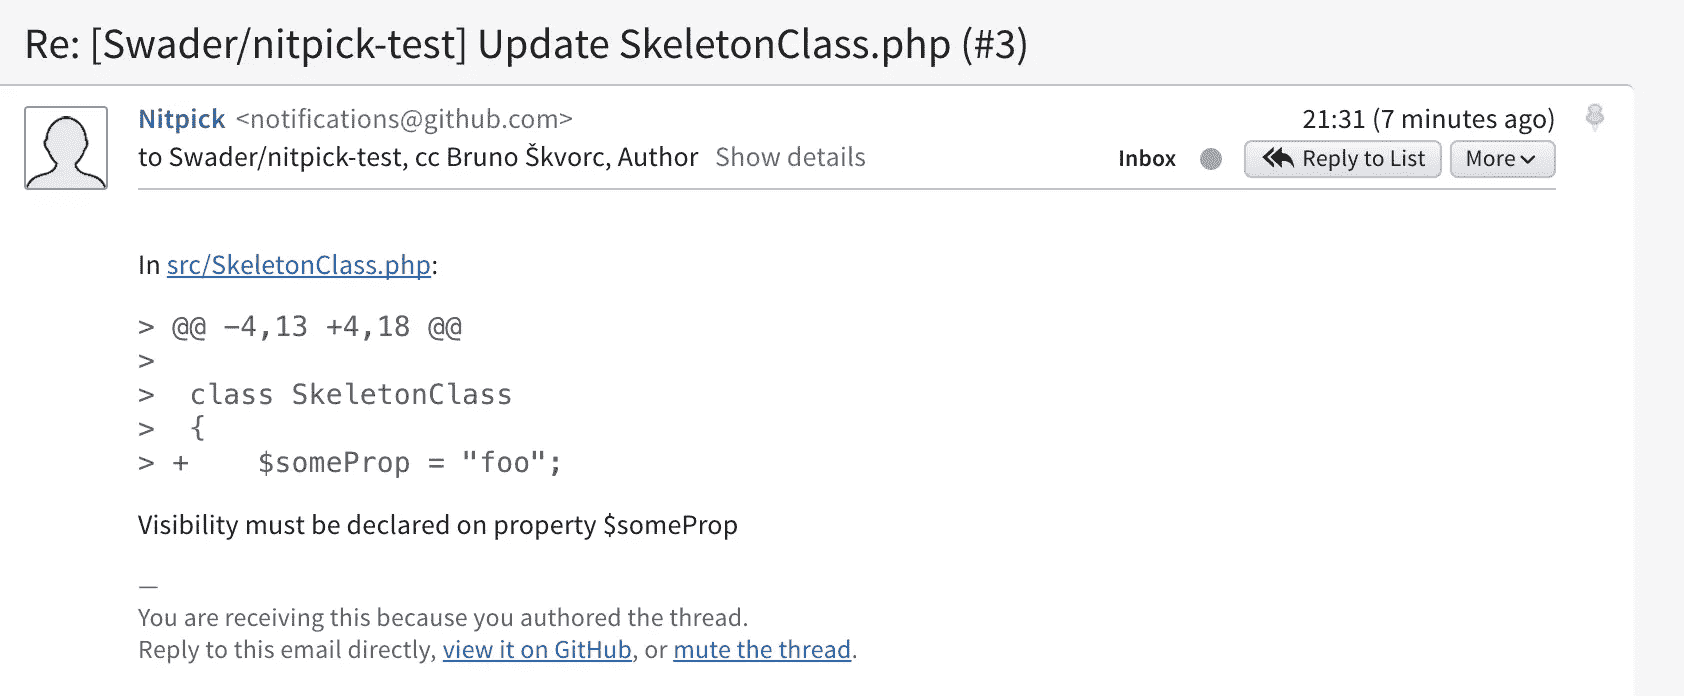 Re: [Swader/nitpick-test] Update SkeletonClass.php (#3)
Nitpick <notifications@github.com>
21:31 (7 minutes ago)
to Swader/nitpick-test, cc Bruno Škvorc, Author Show details
Inbox
Reply to List
More
In src/SkeletonClass.php:
> @@ −4,13 +4,18 @@
>
>  class SkeletonClass
>  {
> +    $someProp = "foo";
Visibility must be declared on property $someProp
—
You are receiving this because you authored the thread.
Reply to this email directly, view it on GitHub, or mute the thread.